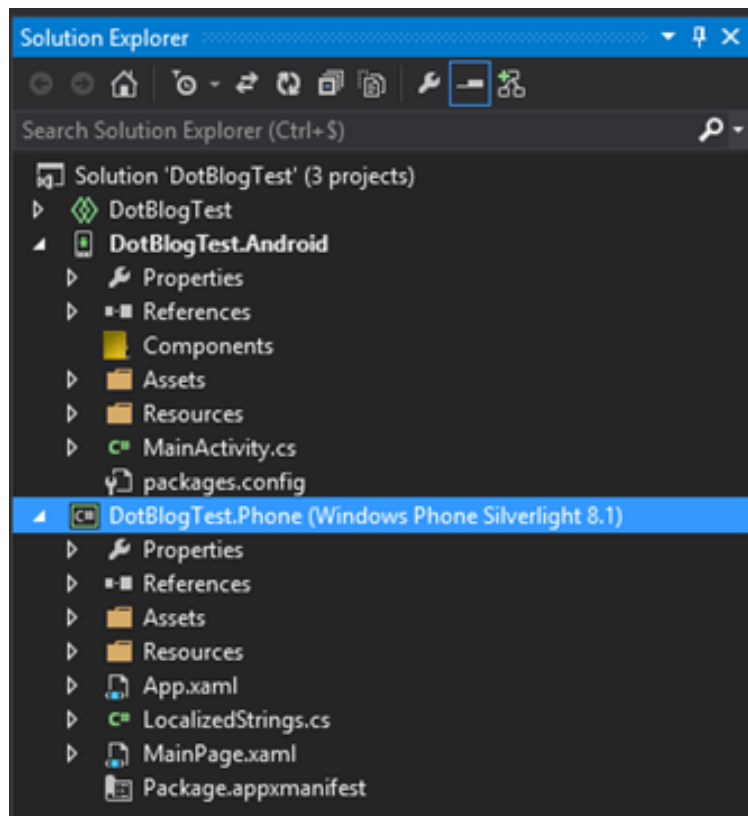 Solution Explorer
Search Solution Explorer (Ctrl+$)
Solution 'DotBlogTest' (3 projects)
DotBlogTest
DotBlogTest.Android
Properties
References
Components
Assets
Resources
C# MainActivity.cs
packages.config
C# DotBlogTest.Phone (Windows Phone Silverlight 8.1)
Properties
References
Assets
Resources
App.xaml
C# LocalizedStrings.cs
MainPage.xaml
Package.appxmanifest